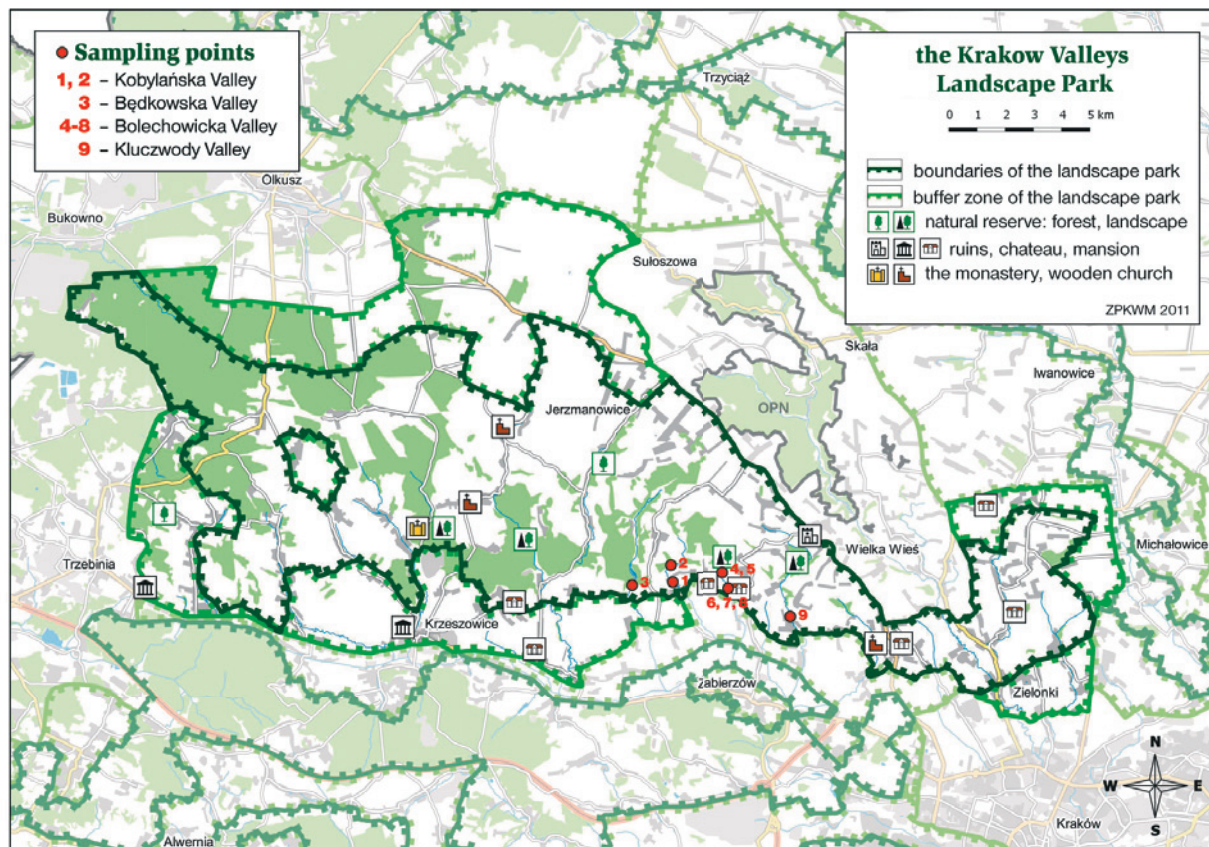 Sampling points
1, 2 – Kobylańska Valley
3 – Będkowska Valley
4-8 – Bolechowicka Valley
9 – Kluczwody Valley
the Krakow Valleys
Landscape Park
0 1 2 3 4 5 km
boundaries of the landscape park
buffer zone of the landscape park
natural reserve: forest, landscape
ruins, chateau, mansion
the monastery, wooden church
ZPKWM 2011
Trzyciąż
Olkusz
Bukowno
Sułoszowa
Skała
Iwanowice
Jerzmanowice
OPN
Wielka Wieś
Michałowice
Trzebinia
2
4, 5
3
1
6, 7, 8
9
Krzeszowice
Zabierzów
Zielonki
N
W E
S
Kraków
Alwernia